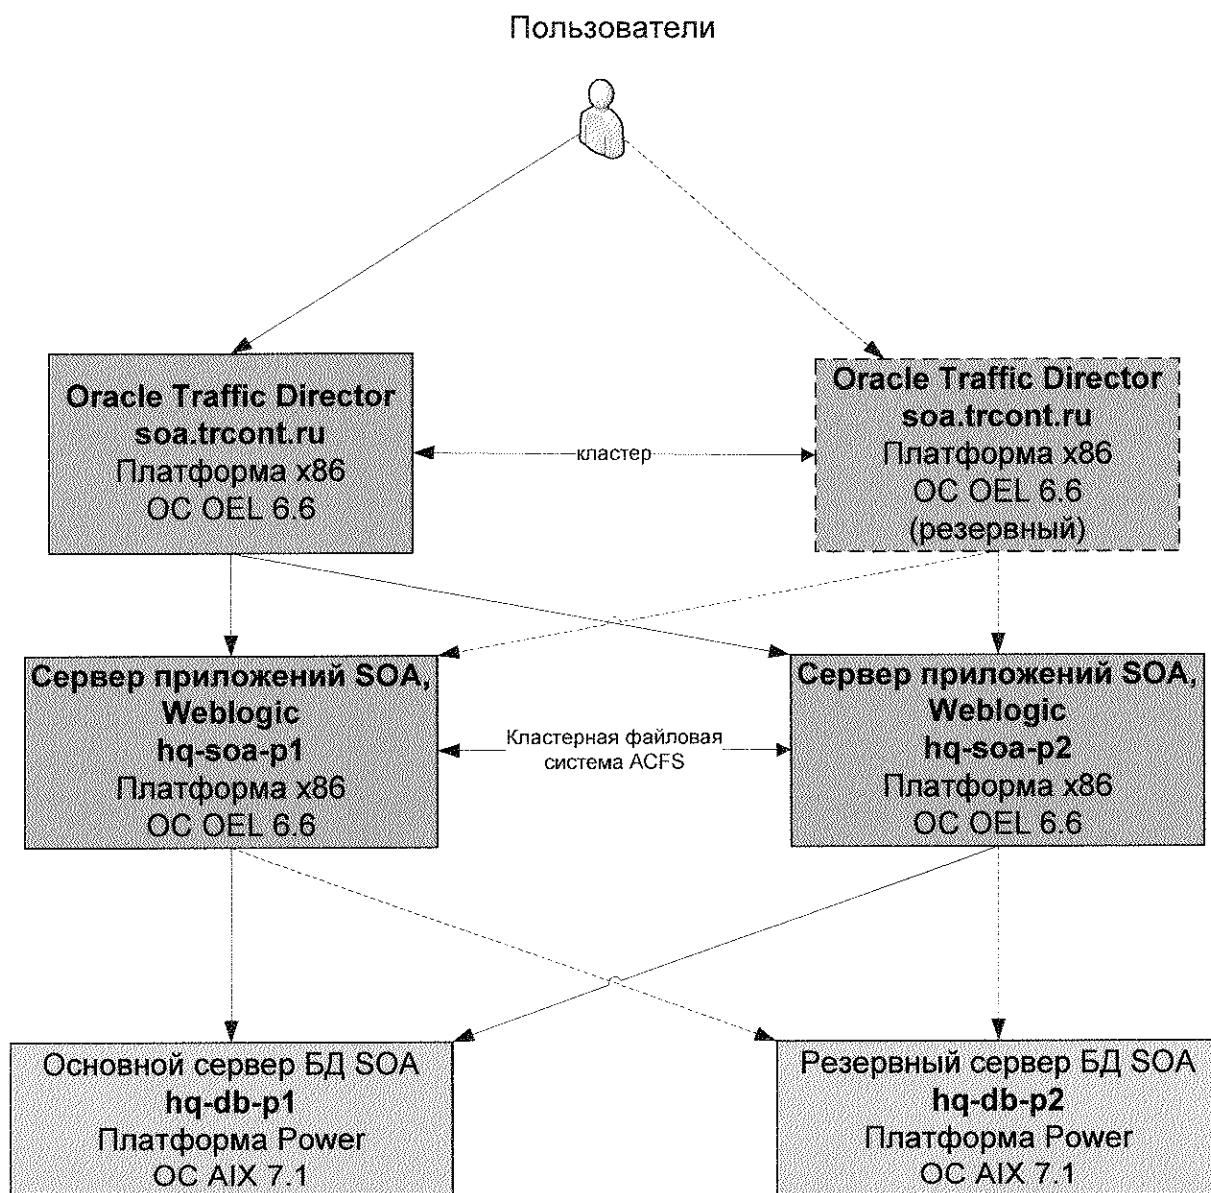 Пользователи
Oracle Traffic Director
soa.trcont.ru
Платформа x86
ОС OEL 6.6
кластер
Oracle Traffic Director
soa.trcont.ru
Платформа x86
ОС OEL 6.6
(резервный)
Сервер приложений SOA,
Weblogic
hq-soa-p1
Платформа x86
ОС OEL 6.6
Кластерная файловая
система ACFS
Сервер приложений SOA,
Weblogic
hq-soa-p2
Платформа x86
ОС OEL 6.6
Основной сервер БД SOA
hq-db-p1
Платформа Power
ОС AIX 7.1
Резервный сервер БД SOA
hq-db-p2
Платформа Power
ОС AIX 7.1